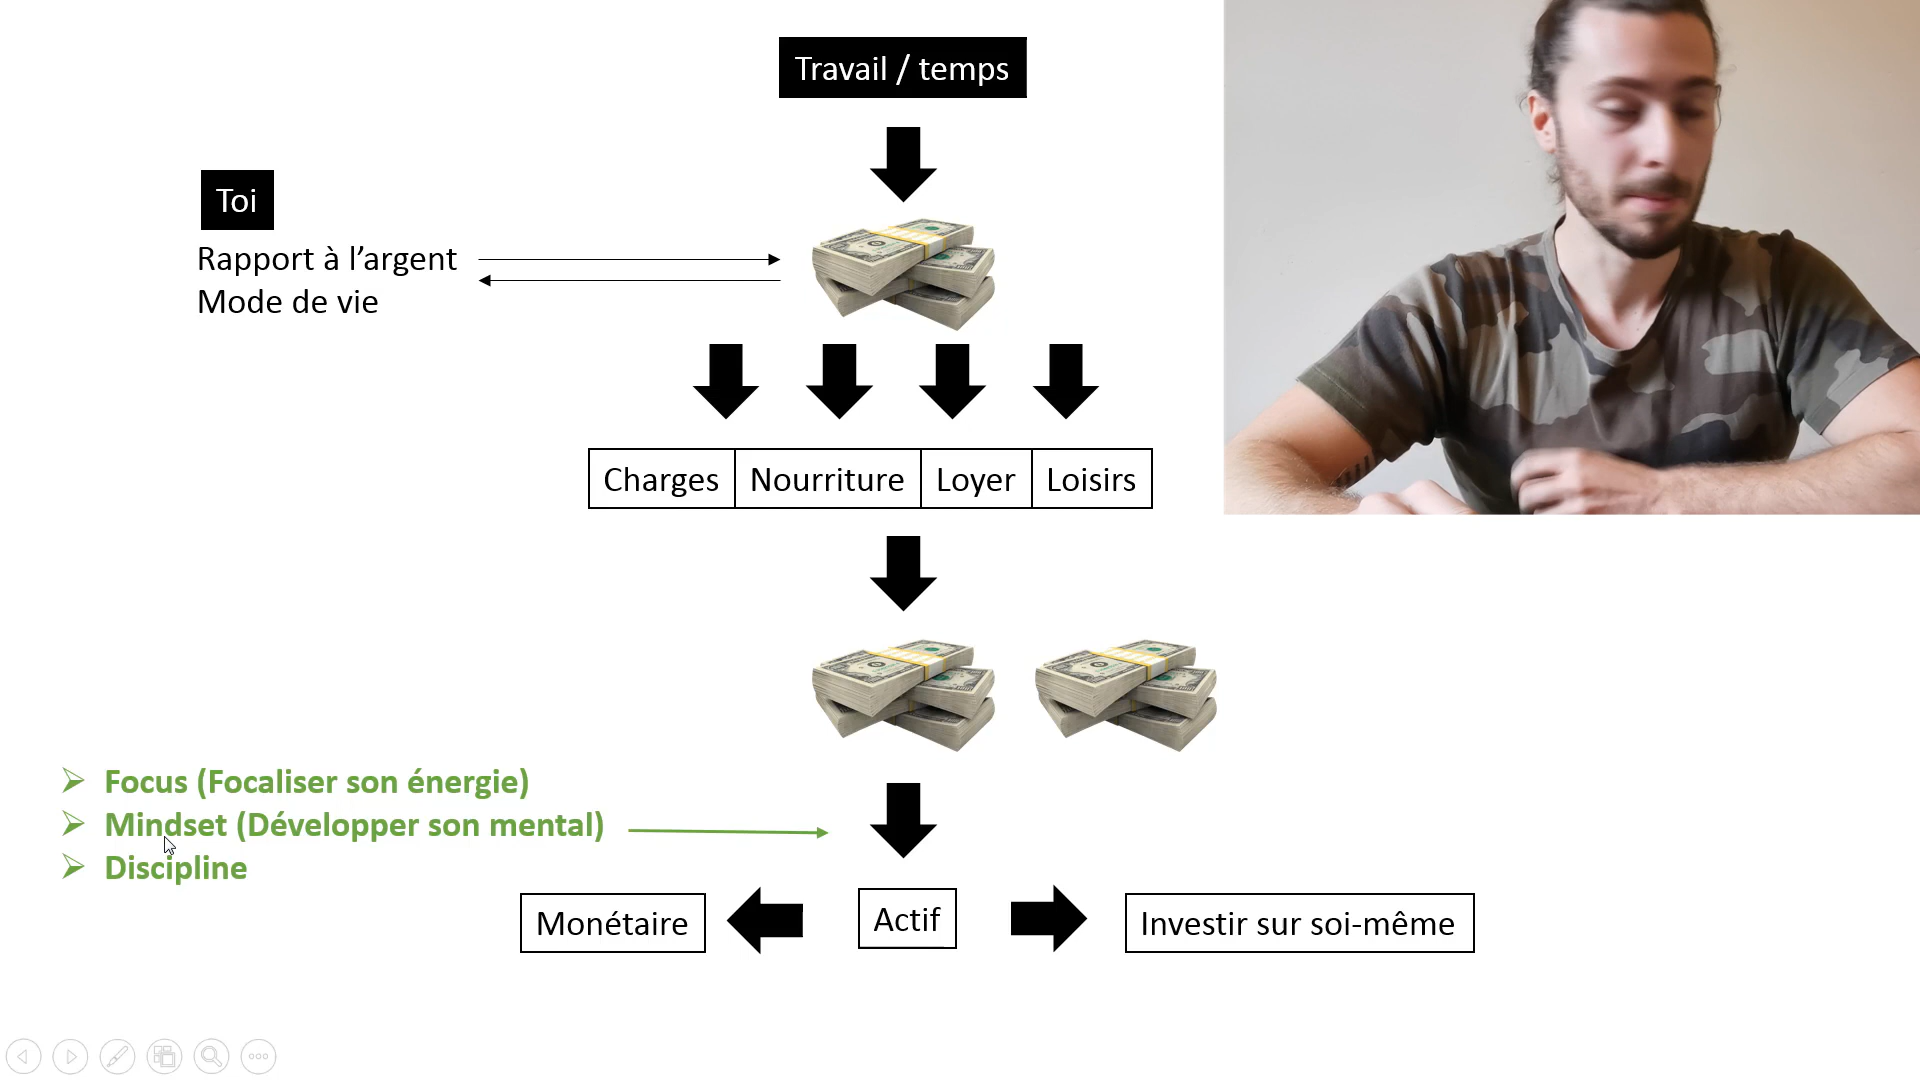 Travail / temps
Toi
Rapport à l’argent
Mode de vie
Charges
Nourriture
Loyer
Loisirs
Focus (Focaliser son énergie)
Mindset (Développer son mental)
Discipline
Monétaire
Actif
Investir sur soi-même